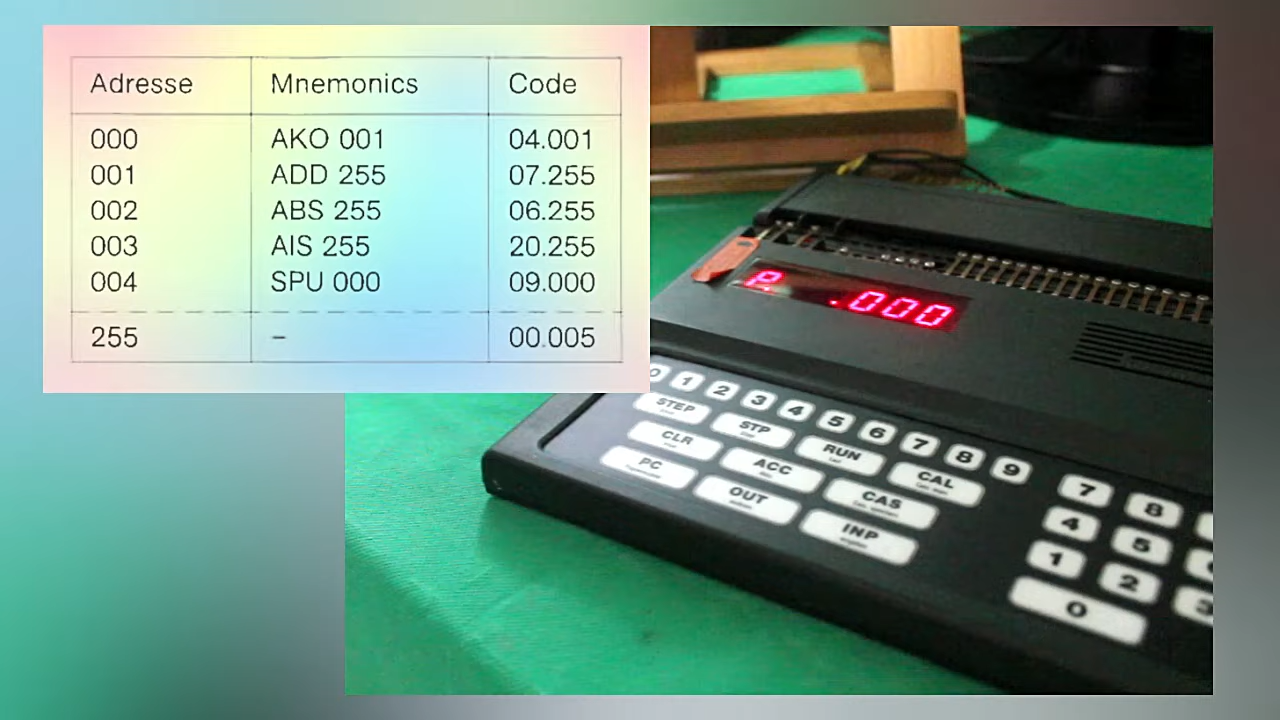 Adresse Mnemonics Code
000 AKO 001 04.001
001 ADD 255 07.255
002 ABS 255 06.255
003 AIS 255 20.255
004 SPU 000 09.000
255 – 00.005
P .000
0 1 2 3 4 5 6 7 8 9
STEP STP RUN CAL
CLR ACC CAS
PC OUT INP
7 8
4 5
1 2 3
0